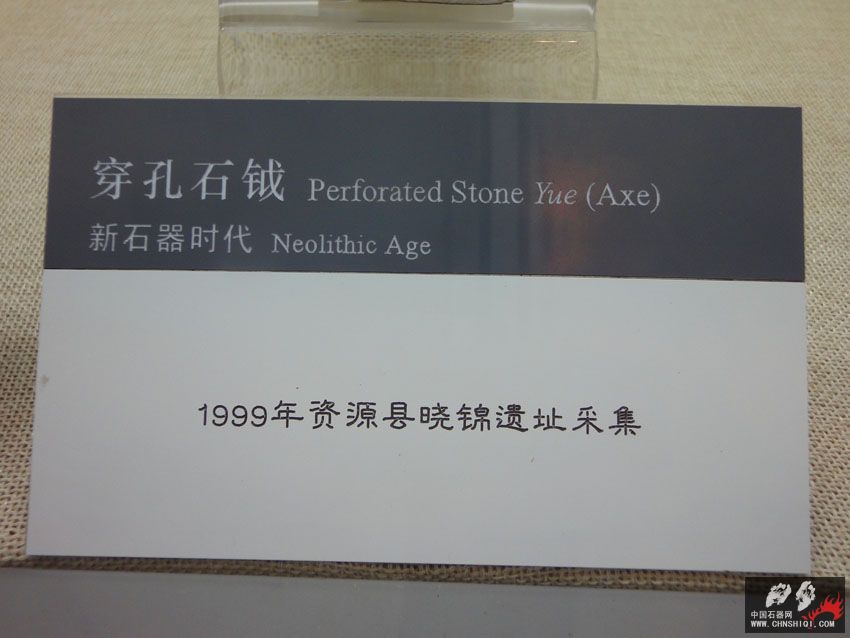 穿孔石钺 Perforated Stone Yue (Axe)
新石器时代 Neolithic Age
1999年资源县晓锦遗址采集
中国石器网
WWW.CHNSHIQI.COM